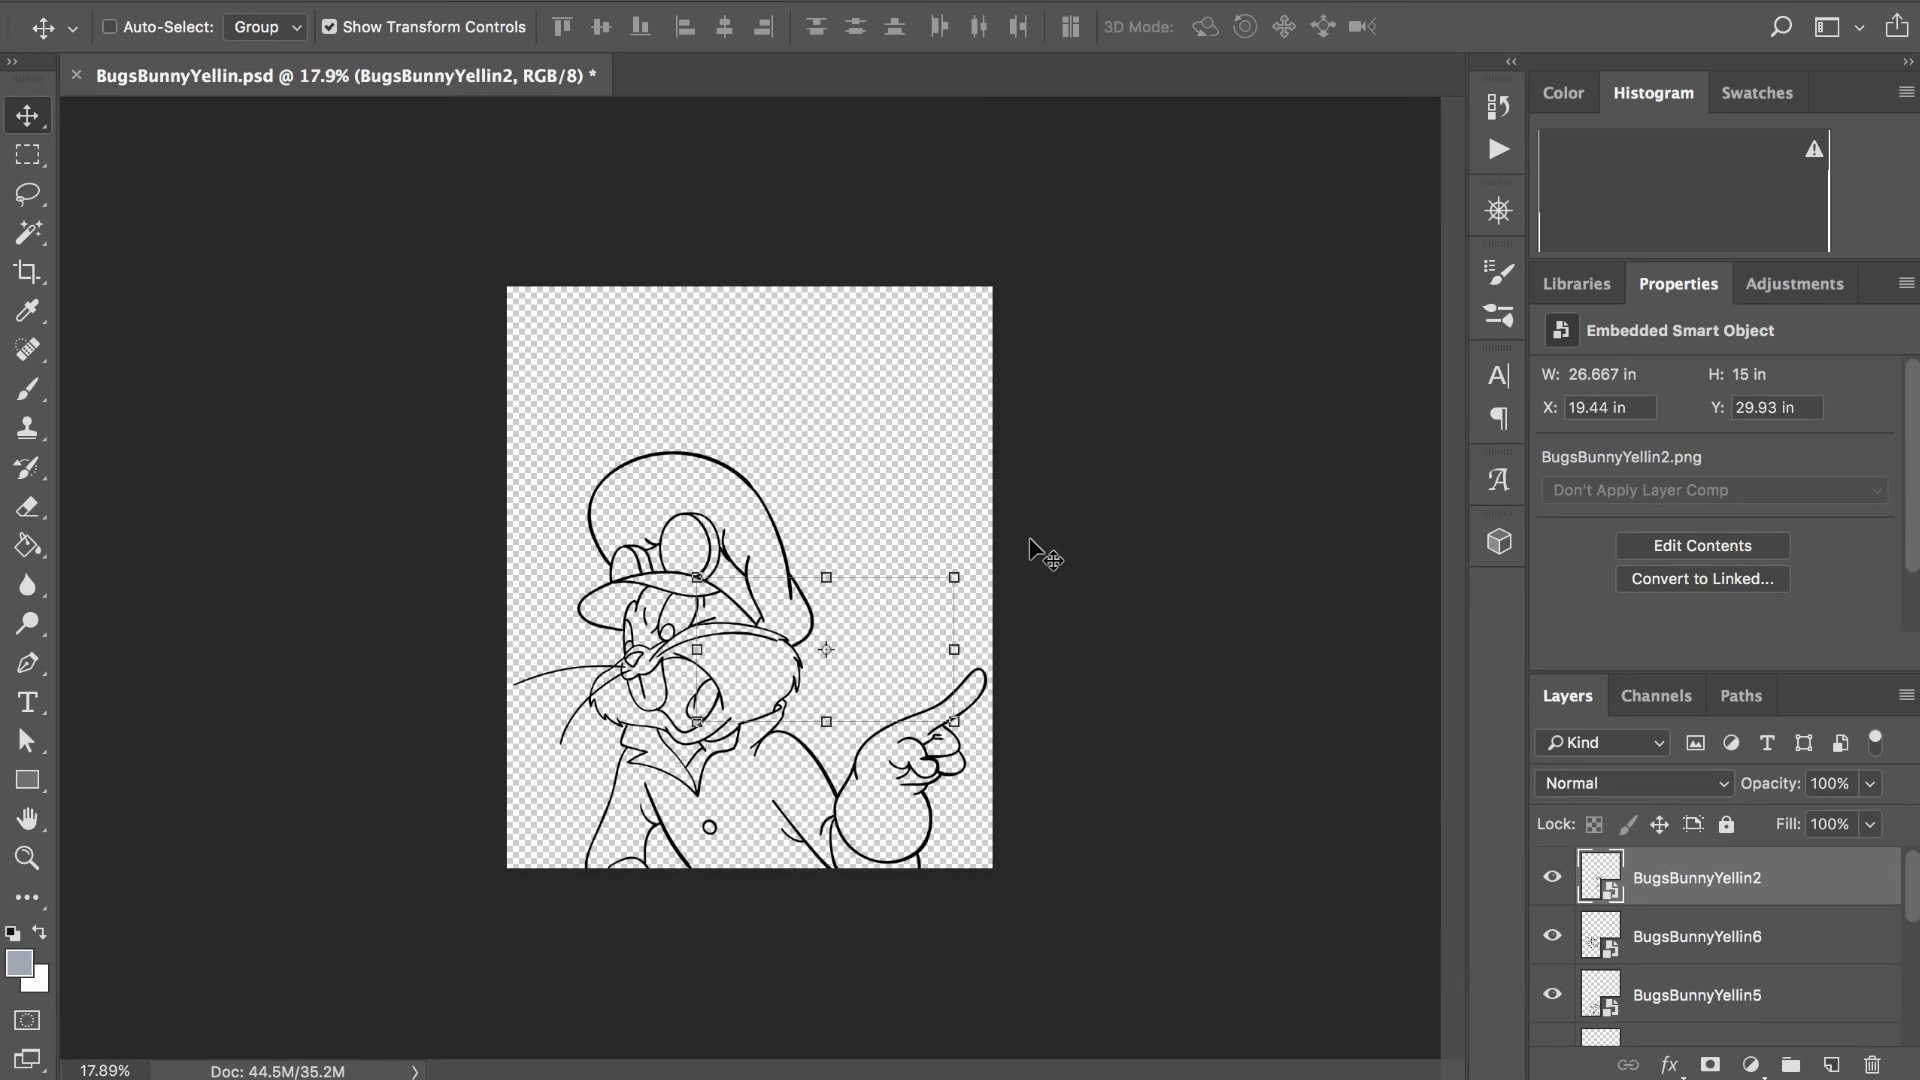 Auto-Select: Group Show Transform Controls 3D Mode:
BugsBunnyYellin.psd @ 17.9% (BugsBunnyYellin2, RGB/8) *
Color Histogram Swatches
Libraries Properties Adjustments
Embedded Smart Object
W: 26.667 in H: 15 in
X: 19.44 in Y: 29.93 in
BugsBunnyYellin2.png
Don't Apply Layer Comp
Edit Contents
Convert to Linked...
Layers Channels Paths
Kind
Normal Opacity: 100%
Lock: Fill: 100%
BugsBunnyYellin2
BugsBunnyYellin6
BugsBunnyYellin5
fx
17.89% Doc: 44.5M/35.2M